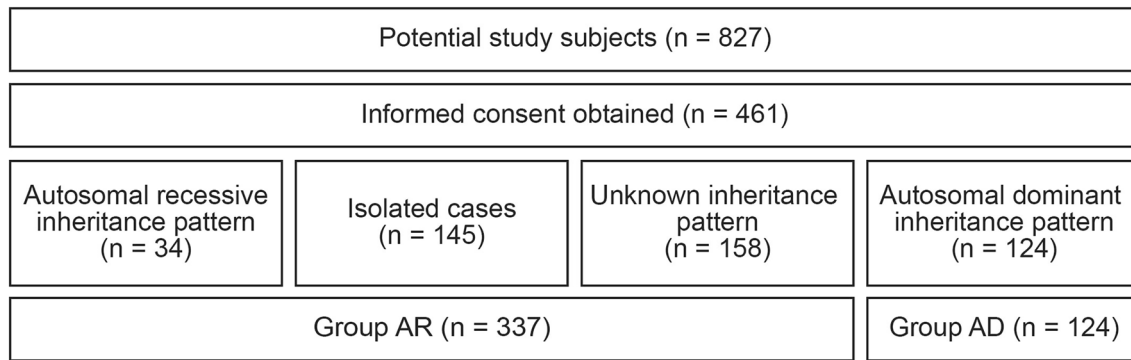 Potential study subjects (n = 827)
Informed consent obtained (n = 461)
Autosomal recessive
inheritance pattern
(n = 34)
Isolated cases
(n = 145)
Unknown inheritance
pattern
(n = 158)
Autosomal dominant
inheritance pattern
(n = 124)
Group AR (n = 337)
Group AD (n = 124)